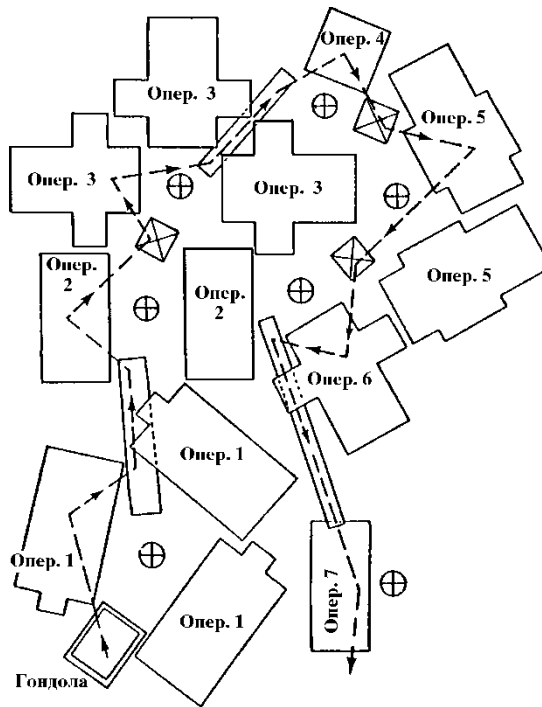 Опер. 4
Опер. 3
Опер. 5
Опер. 3
Опер. 3
Опер.
2
Опер.
2
Опер. 5
Опер. 6
Опер. 1
Опер. 1
Опер. 7
Опер. 1
Гондола